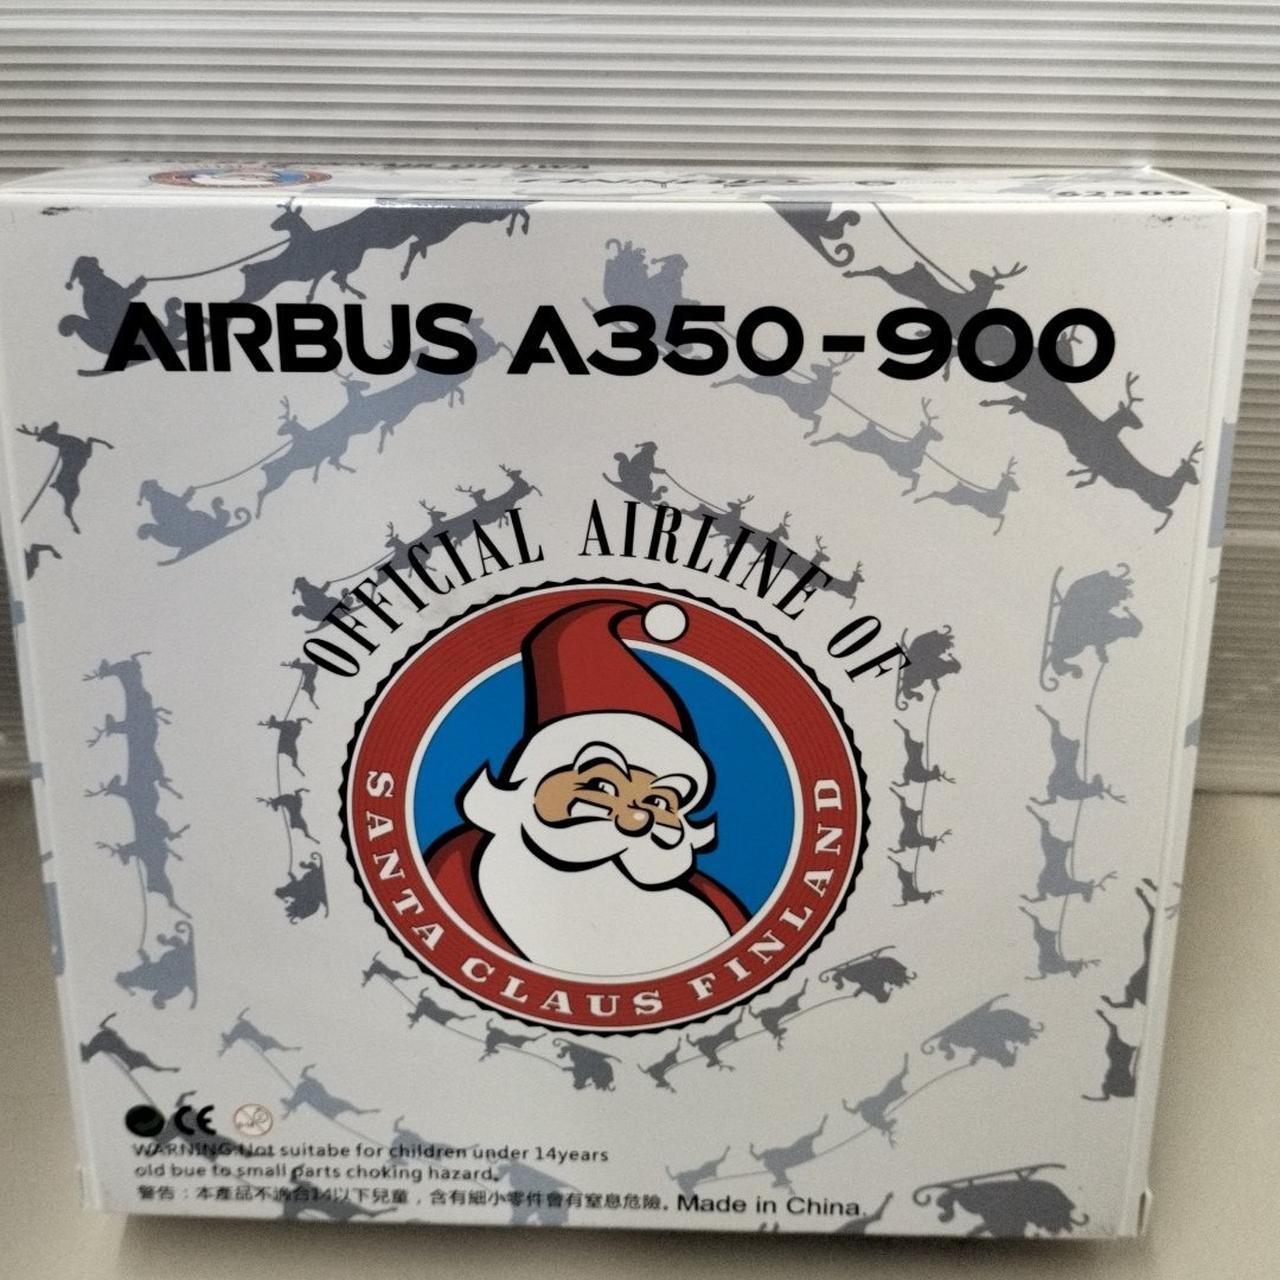 62509
AIRBUS A350-900
OFFICIAL AIRLINE OF
SANTA CLAUS FINLAND
CE
WARNING:Not suitabe for children under 14years
old bue to small parts choking hazard.
警告：本產品不適合14以下兒童，含有細小零件會有窒息危險. Made in China.